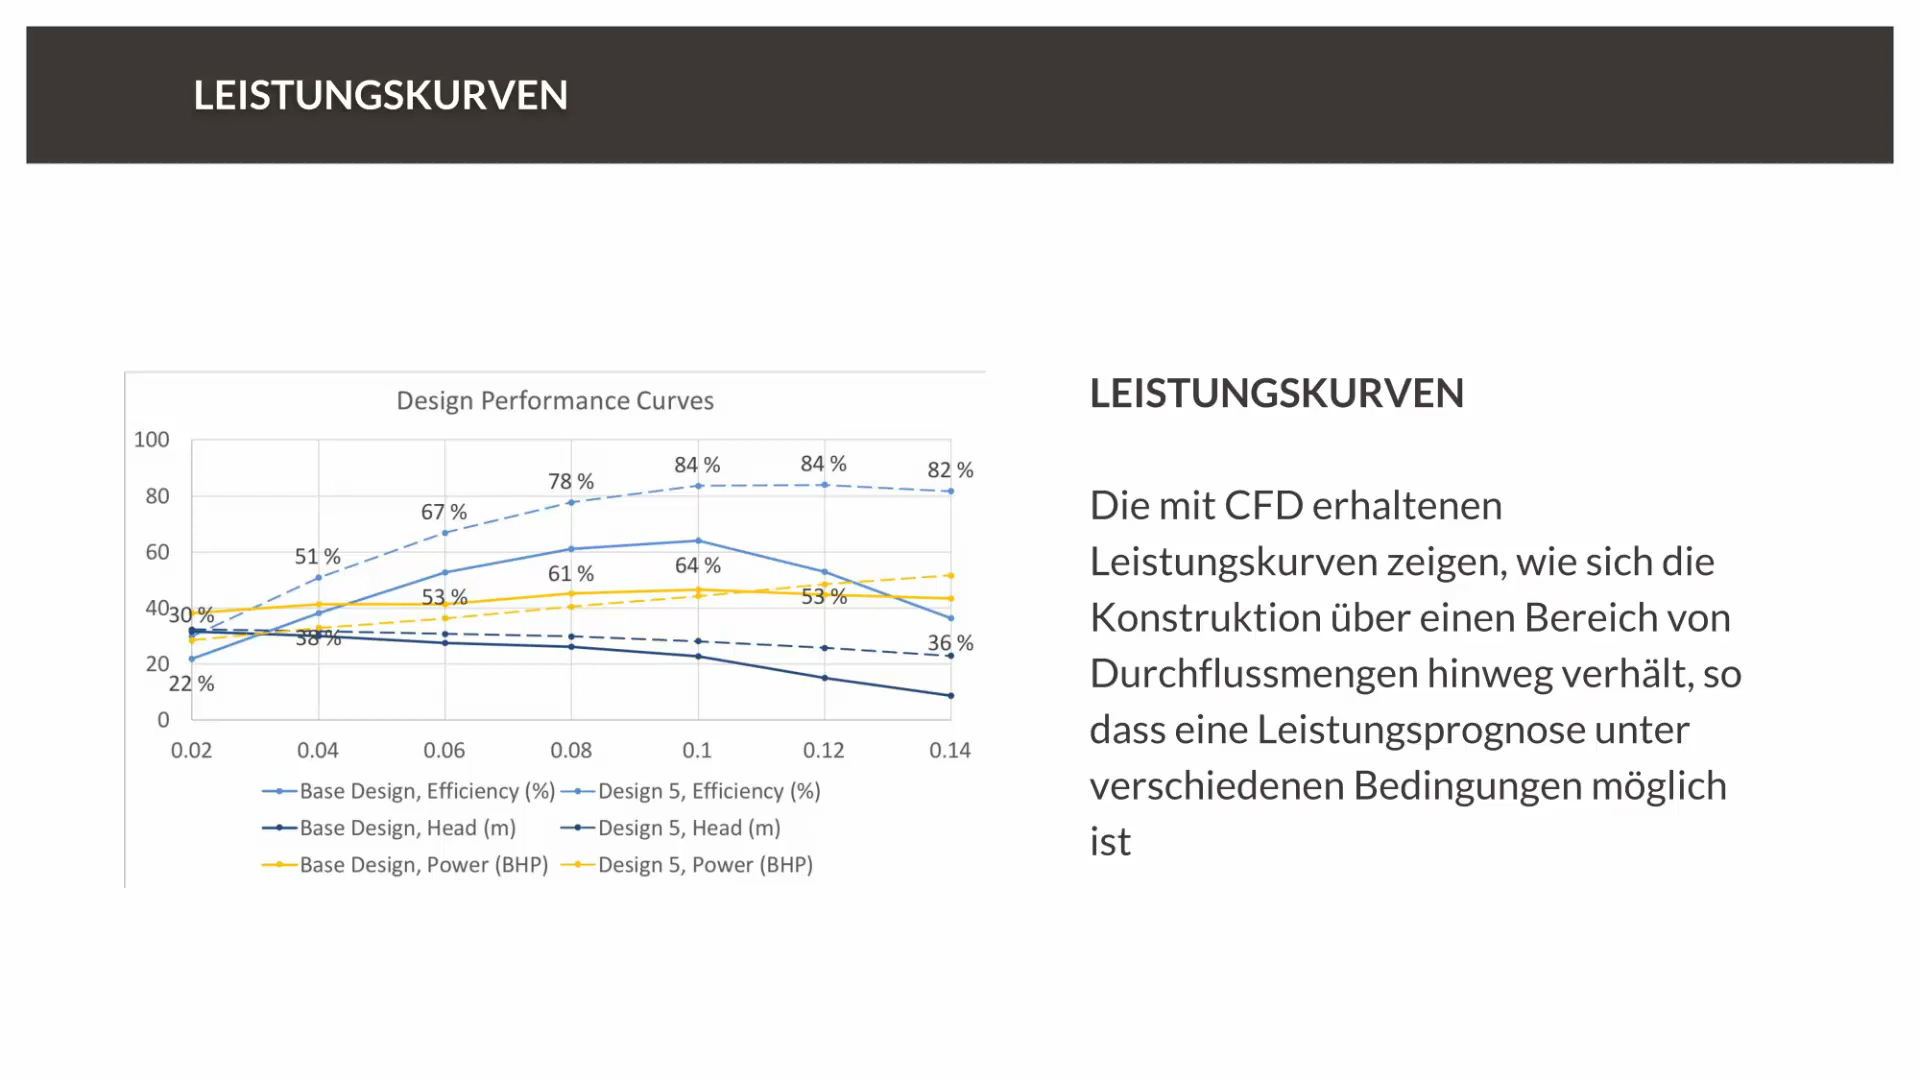 LEISTUNGSKURVEN
Design Performance Curves
100
80
60
40
20
0
30 %
51 %
67 %
78 %
84 %
84 %
82 %
22 %
38 %
53 %
61 %
64 %
53 %
36 %
0.02 0.04 0.06 0.08 0.1 0.12 0.14
Base Design, Efficiency (%) Design 5, Efficiency (%)
Base Design, Head (m) Design 5, Head (m)
Base Design, Power (BHP) Design 5, Power (BHP)
LEISTUNGSKURVEN
Die mit CFD erhaltenen
Leistungskurven zeigen, wie sich die
Konstruktion über einen Bereich von
Durchflussmengen hinweg verhält, so
dass eine Leistungsprognose unter
verschiedenen Bedingungen möglich
ist